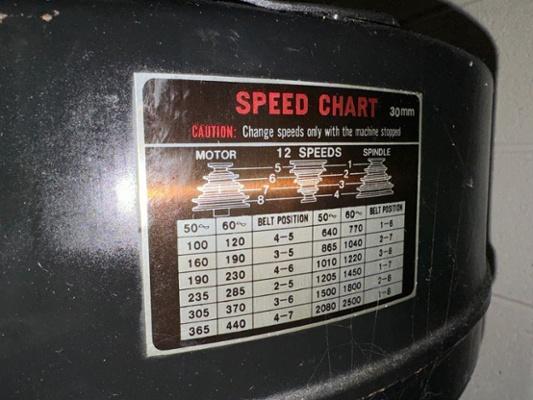 SPEED CHART 30mm
CAUTION: Change speeds only with the machine stopped
MOTOR 12 SPEEDS SPINDLE
5 1
6 2
7 3
8 4
50~ 60~ BELT POSITION 50~ 60~ BELT POSITION
100 120 4-5 640 770 1-6
160 190 3-5 865 1040 2-7
190 230 4-6 1010 1220 3-8
235 285 2-5 1205 1450 1-7
305 370 3-6 1500 1800 2-8
365 440 4-7 2080 2500 1-8